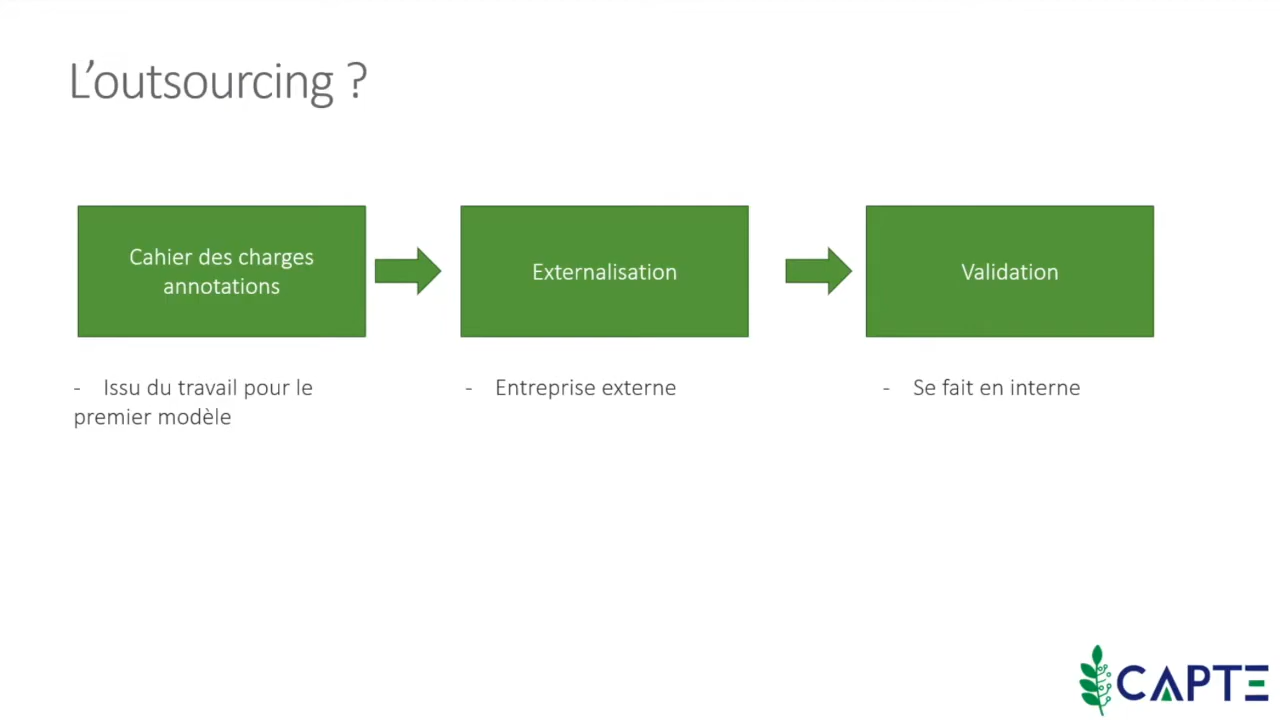 L’outsourcing ?
Cahier des charges
annotations
Externalisation
Validation
- Issu du travail pour le
premier modèle
- Entreprise externe
- Se fait en interne
CAPTE